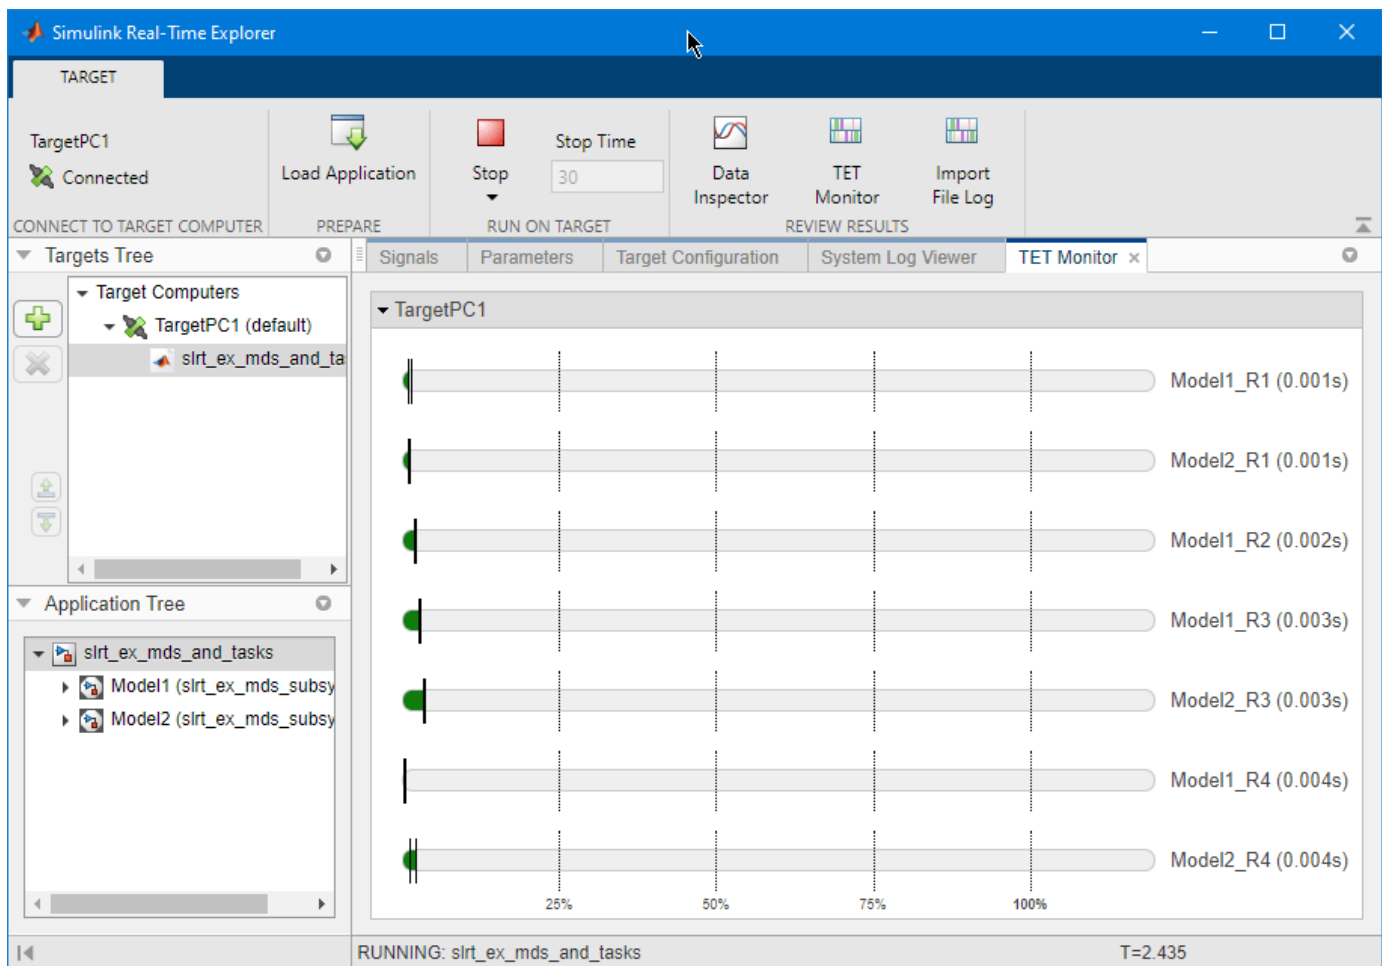 Simulink Real-Time Explorer
TARGET
TargetPC1
Connected
CONNECT TO TARGET COMPUTER
Load Application
PREPARE
Stop
Stop Time
30
RUN ON TARGET
Data
Inspector
TET
Monitor
Import
File Log
REVIEW RESULTS
Targets Tree
Target Computers
TargetPC1 (default)
slrt_ex_mds_and_ta
Application Tree
slrt_ex_mds_and_tasks
Model1 (slrt_ex_mds_subsy
Model2 (slrt_ex_mds_subsy
Signals
Parameters
Target Configuration
System Log Viewer
TET Monitor
TargetPC1
Model1_R1 (0.001s)
Model2_R1 (0.001s)
Model1_R2 (0.002s)
Model1_R3 (0.003s)
Model2_R3 (0.003s)
Model1_R4 (0.004s)
Model2_R4 (0.004s)
25% 50% 75% 100%
RUNNING: slrt_ex_mds_and_tasks
T=2.435